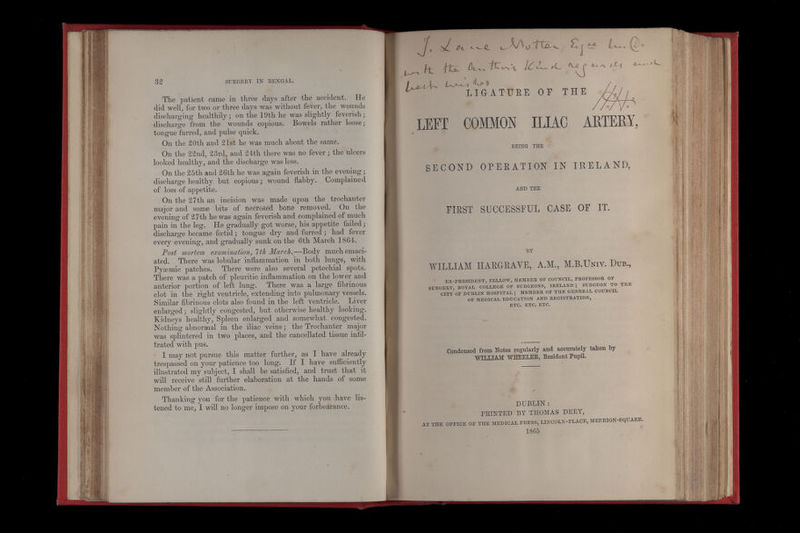 32 SURGERY IN BENGAL.
The patient came in three days after the accident. He
did well, for two or three days was without fever, the wounds
discharging healthily; on the 19th he was slightly feverish;
discharge from the wounds copious. Bowels rather loose;
tongue furred, and pulse quick.
On the 20th and 21st he was much about the same.
On the 22nd, 23rd, and 24th there was no fever; the ulcers
looked healthy, and the discharge was less.
On the 25th and 26th he was again feverish in the evening;
discharge healthy but copious; wound flabby. Complained
of loss of appetite.
On the 27th an incision was made upon the trochanter
major and some bits of necrosed bone removed. On the
evening of 27th he was again feverish and complained of much
pain in the leg. He gradually got worse, his appetite failed;
discharge became fœtid; tongue dry and furred; had fever
every evening, and gradually sunk on the 6th March 1864.
Post mortem examination, 7th March.—Body much emaci-
ated. There was lobular inflammation in both lungs, with
Pyæmic patches. There were also several petechial spots.
There was a patch of pleuritic inflammation on the lower and
anterior portion of left lung. There was a large fibrinous
clot in the right ventricle, extending into pulmonary vessels.
Similar fibrinous clots also found in the left ventricle. Liver
enlarged; slightly congested, but otherwise healthy looking.
Kidneys healthy, Spleen enlarged and somewhat congested.
Nothing abnormal in the iliac veins; the Trochanter major
was splintered in two places, and the cancellated tissue infil-
trated with pus.
I may not pursue this matter further, as I have already
trespassed on your patience too long. If I have sufficiently
illustrated my subject, I shall be satisfied, and trust that it
will receive still further elaboration at the hands of some
member of the Association.
Thanking you for the patience with which you have lis-
tened to me, I will no longer impose on your forbearance.
J. Lane Notter, Esqre
with the Authors Kind regards and
best wishes
LIGATURE OF THE
LEFT COMMON ILIAC ARTERY,
BEING THE
SECOND OPERATION IN IRELAND,
AND THE
FIRST SUCCESSFUL CASE OF IT.
BY
WILLIAM HARGRAVE, A.M., M.B.UNIV. DUB.,
EX-PRESIDENT, FELLOW, MEMBER OF COUNCIL, PROFESSOR OF
SURGERY, ROYAL COLLEGE OF SURGEONS, IRELAND; SURGEON TO THE
CITY OF DUBLIN HOSPITAL; MEMBER OF THE GENERAL COUNCIL
OF MEDICAL EDUCATION AND REGISTRATION,
ETC. ETC. ETC.
Condensed from Notes regularly and accurately taken by
WILLIAM WHEELER, Resident Pupil.
DUBLIN:
PRINTED BY THOMAS DEEY,
AT THE OFFICE OF THE MEDICAL PRESS, LINCOLN-PLACE, MERRION-SQUARE.
1865